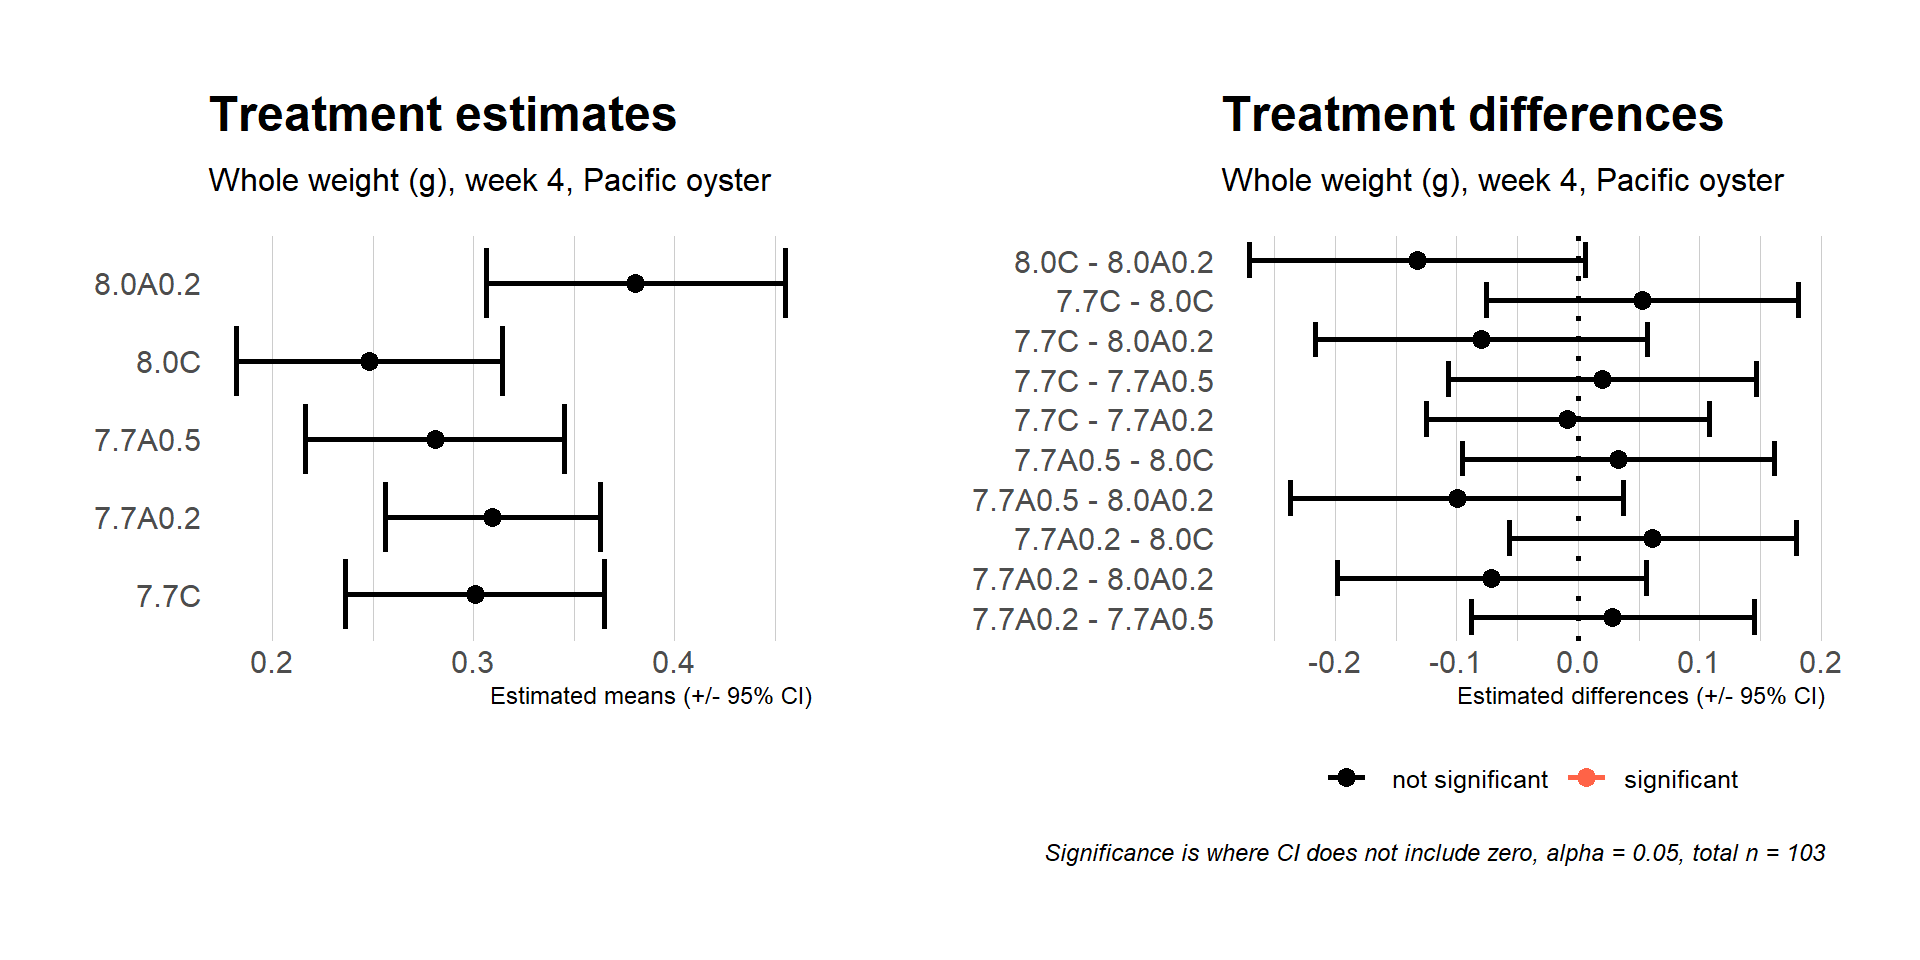 Treatment estimates
Whole weight (g), week 4, Pacific oyster
8.0A0.2
8.0C
7.7A0.5
7.7A0.2
7.7C
0.2 0.3 0.4
Estimated means (+/- 95% CI)
Treatment differences
Whole weight (g), week 4, Pacific oyster
8.0C - 8.0A0.2
7.7C - 8.0C
7.7C - 8.0A0.2
7.7C - 7.7A0.5
7.7C - 7.7A0.2
7.7A0.5 - 8.0C
7.7A0.5 - 8.0A0.2
7.7A0.2 - 8.0C
7.7A0.2 - 8.0A0.2
7.7A0.2 - 7.7A0.5
-0.2 -0.1 0.0 0.1 0.2
Estimated differences (+/- 95% CI)
not significant significant
Significance is where CI does not include zero, alpha = 0.05, total n = 103